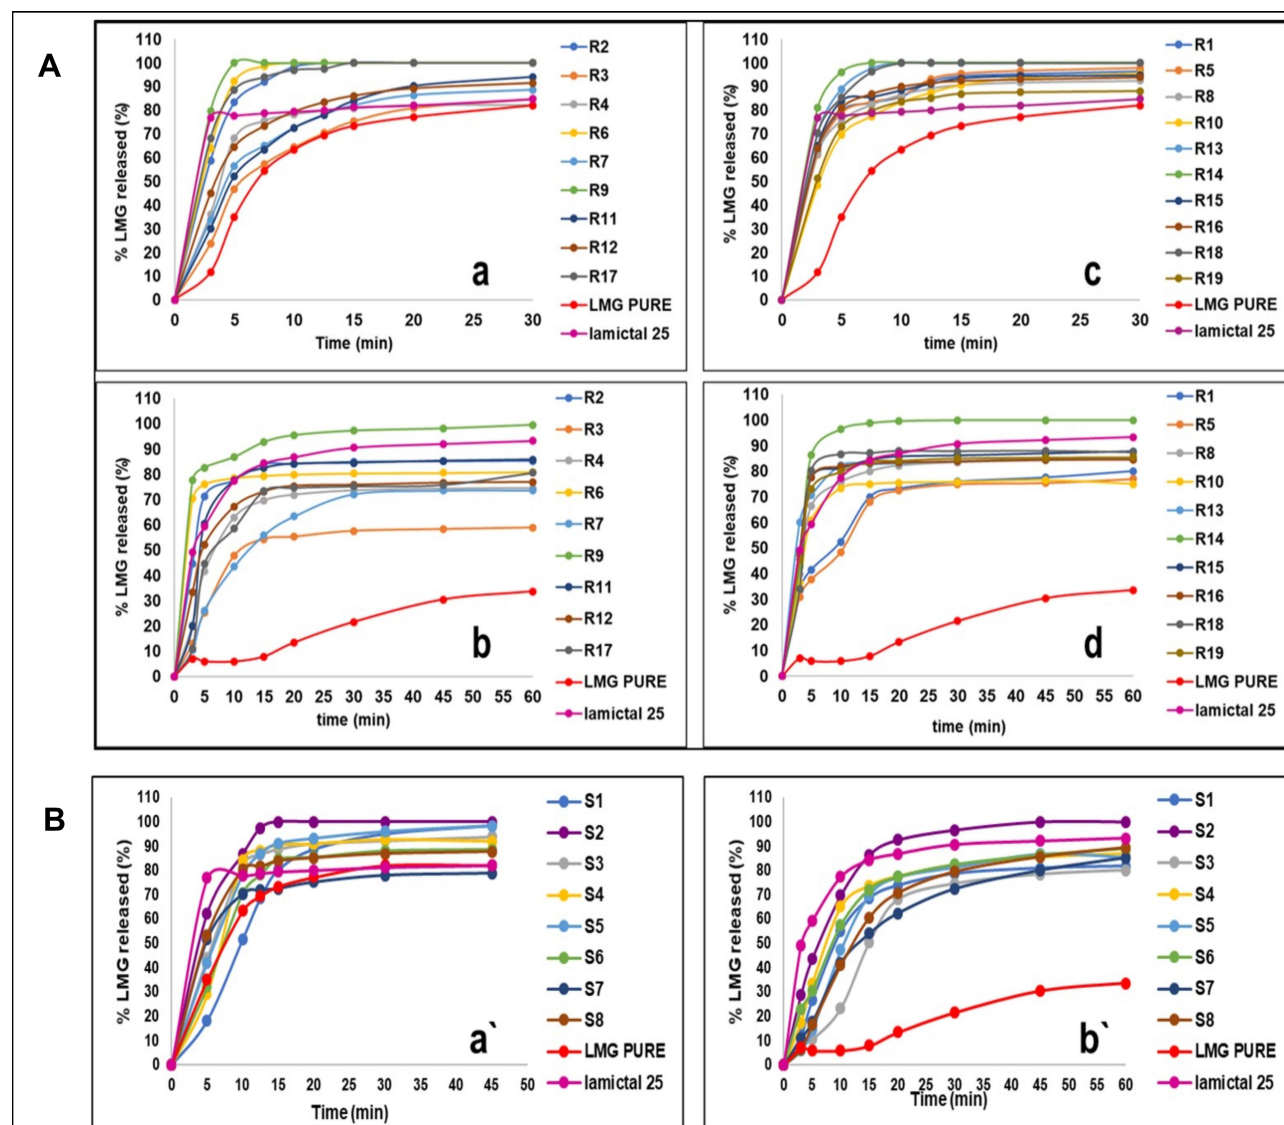 A
110
100
90
80
70
60
50
40
30
20
10
0
% LMG released (%)
0 5 10 15 20 25 30
Time (min)
a
R2
R3
R4
R6
R7
R9
R11
R12
R17
LMG PURE
lamictal 25
110
100
90
80
70
60
50
40
30
20
10
0
% LMG released (%)
0 5 10 15 20 25 30
time (min)
c
R1
R5
R8
R10
R13
R14
R15
R16
R18
R19
LMG PURE
lamictal 25
110
100
90
80
70
60
50
40
30
20
10
0
% LMG released (%)
0 5 10 15 20 25 30 35 40 45 50 55 60
time (min)
b
R2
R3
R4
R6
R7
R9
R11
R12
R17
LMG PURE
lamictal 25
110
100
90
80
70
60
50
40
30
20
10
0
% LMG released (%)
0 5 10 15 20 25 30 35 40 45 50 55 60
time (min)
d
R1
R5
R8
R10
R13
R14
R15
R16
R18
R19
LMG PURE
lamictal 25
B
110
100
90
80
70
60
50
40
30
20
10
0
% LMG released (%)
0 5 10 15 20 25 30 35 40 45 50
Time (min)
a`
S1
S2
S3
S4
S5
S6
S7
S8
LMG PURE
lamictal 25
110
100
90
80
70
60
50
40
30
20
10
0
% LMG released (%)
0 5 10 15 20 25 30 35 40 45 50 55 60
Time (min)
b`
S1
S2
S3
S4
S5
S6
S7
S8
LMG PURE
lamictal 25